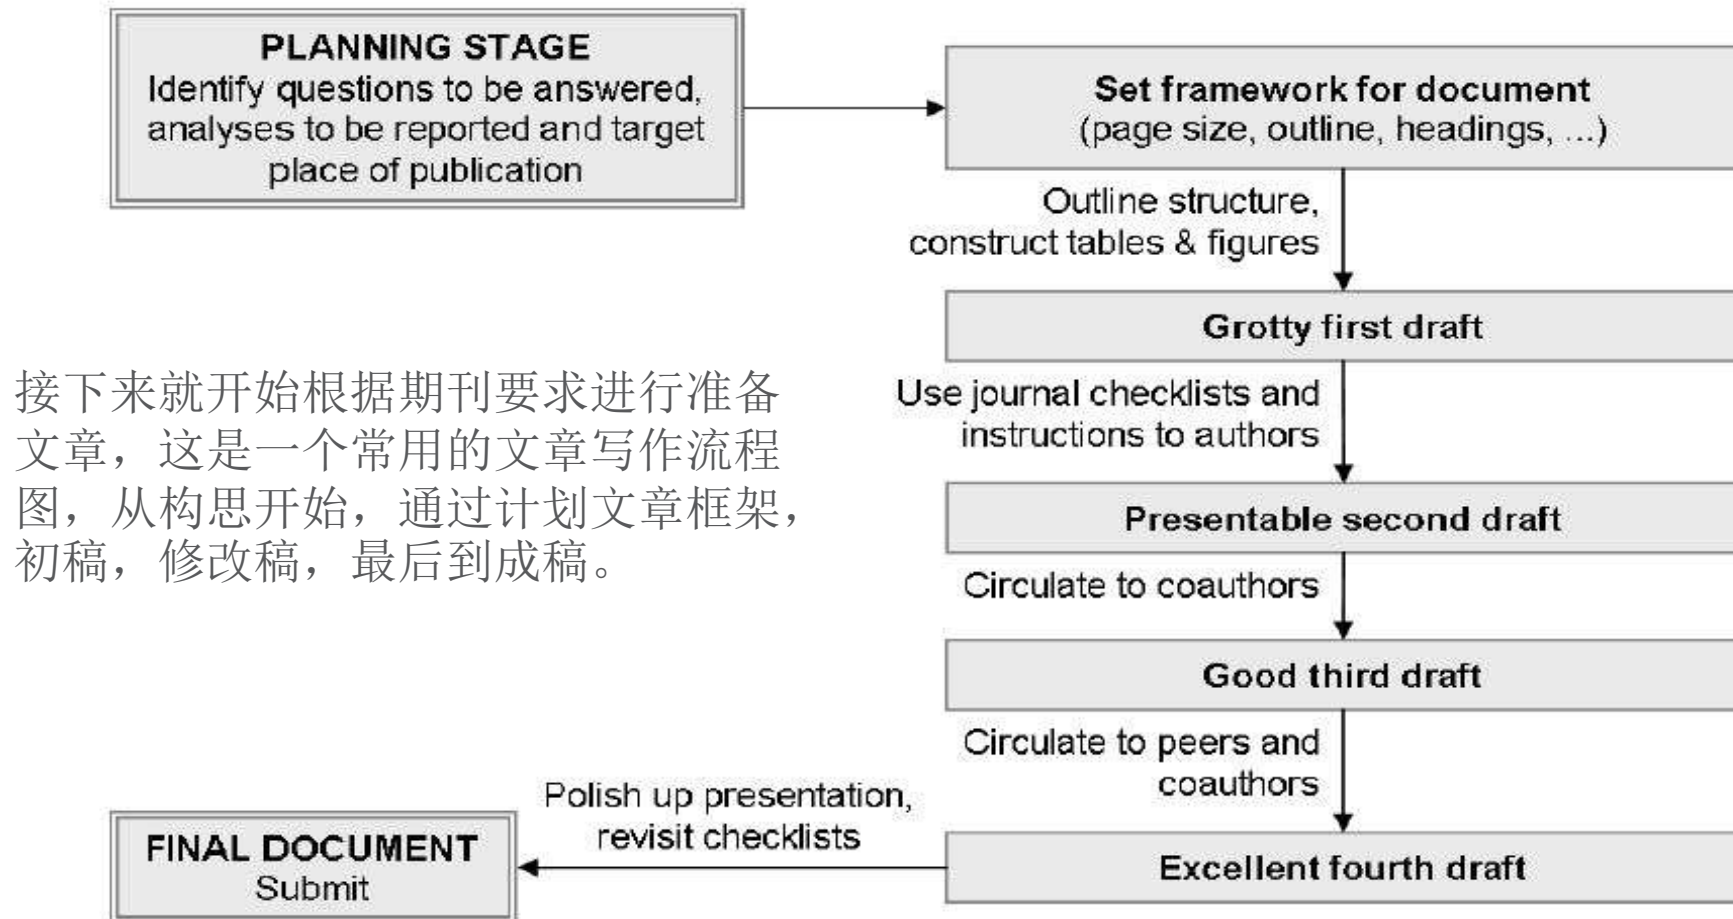 PLANNING STAGE
Identify questions to be answered,
analyses to be reported and target
place of publication
Set framework for document
(page size, outline, headings, ...)
Outline structure,
construct tables & figures
Grotty first draft
接下来就开始根据期刊要求进行准备
文章，这是一个常用的文章写作流程
图，从构思开始，通过计划文章框架，
初稿，修改稿，最后到成稿。
Use journal checklists and
instructions to authors
Presentable second draft
Circulate to coauthors
Good third draft
Circulate to peers and
coauthors
Excellent fourth draft
Polish up presentation,
revisit checklists
FINAL DOCUMENT
Submit